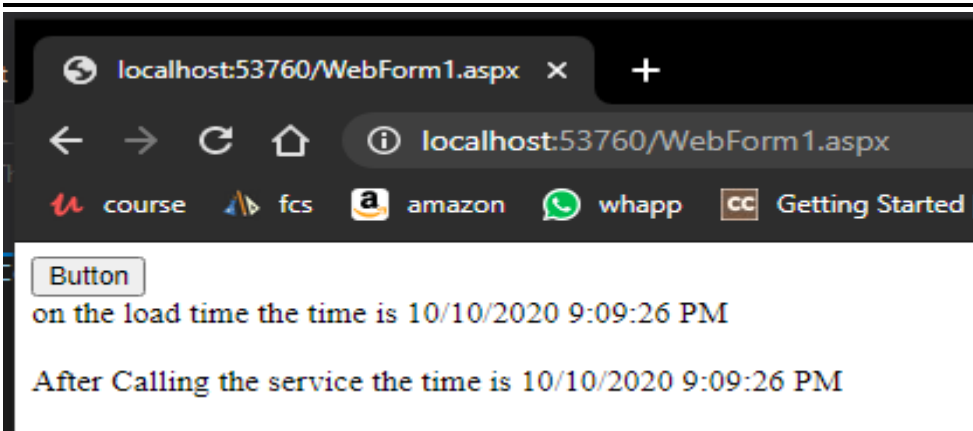 localhost:53760/WebForm1.aspx
localhost:53760/WebForm1.aspx
course fcs a amazon whapp CC Getting Started
Button
on the load time the time is 10/10/2020 9:09:26 PM
After Calling the service the time is 10/10/2020 9:09:26 PM